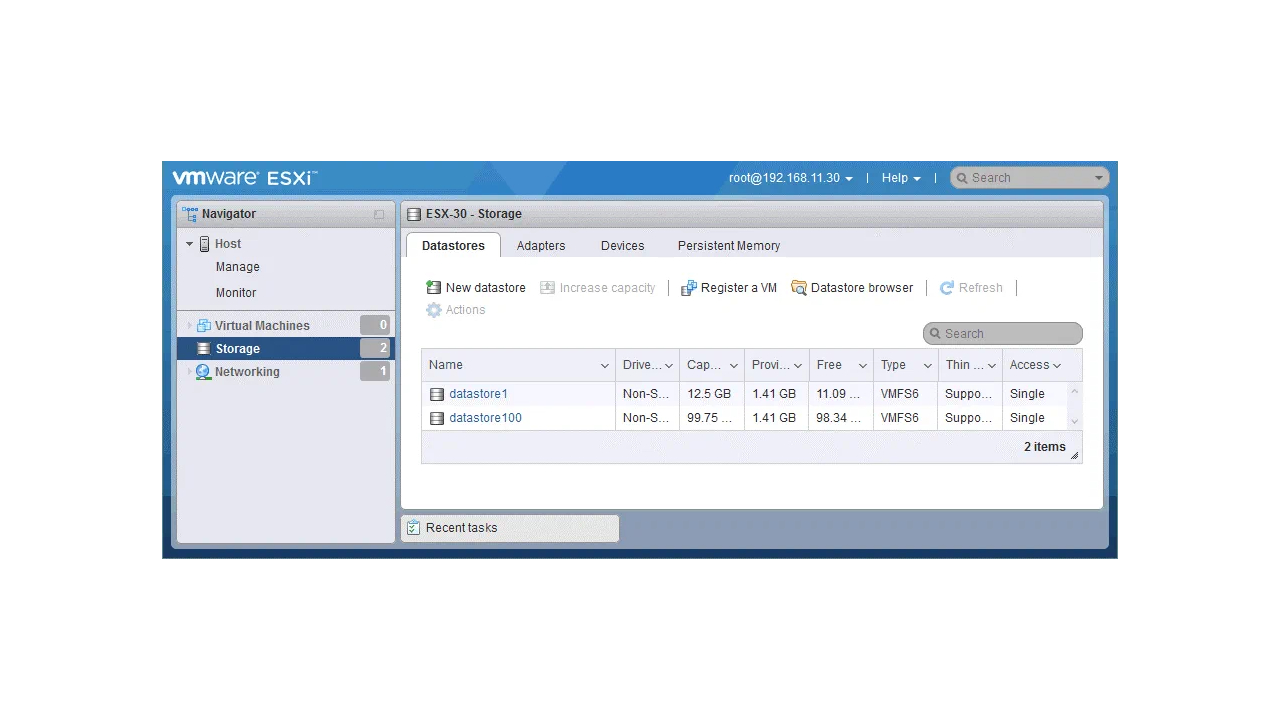 vmware® ESXi™
root@192.168.11.30 | Help | Search
Navigator
Host
Manage
Monitor
Virtual Machines 0
Storage 2
Networking 1
ESX-30 - Storage
Datastores Adapters Devices Persistent Memory
New datastore Increase capacity | Register a VM Datastore browser | Refresh |
Actions
Search
Name Drive... Cap... Provi... Free Type Thin ... Access
datastore1 Non-S... 12.5 GB 1.41 GB 11.09 ... VMFS6 Suppo... Single
datastore100 Non-S... 99.75 ... 1.41 GB 98.34 ... VMFS6 Suppo... Single
2 items
Recent tasks